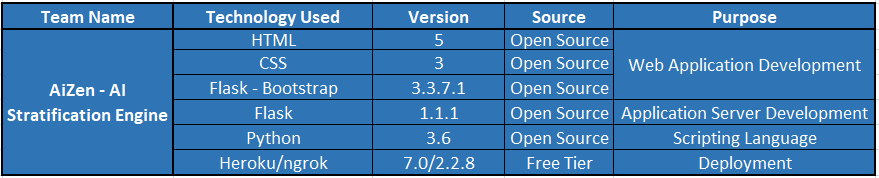 Team Name Technology Used Version Source Purpose
HTML 5 Open Source
CSS 3 Open Source Web Application Development
AiZen - AI Flask - Bootstrap 3.3.7.1 Open Source
Stratification Engine Flask 1.1.1 Open Source Application Server Development
Python 3.6 Open Source Scripting Language
Heroku/ngrok 7.0/2.2.8 Free Tier Deployment